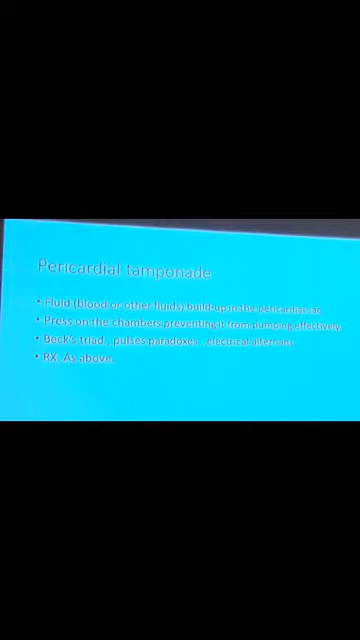 Pericardial tamponade
• Fluid (blood or other fluids) build-up in the pericardial sac
• Press on the chambers preventing it from pumping effectively
• Beck's triad, pulses paradoxes, electrical alternans
• RX As above.